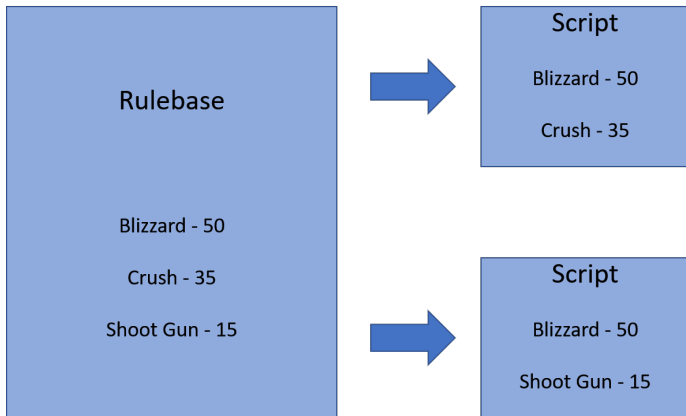 Rulebase
Blizzard - 50
Crush - 35
Shoot Gun - 15
Script
Blizzard - 50
Crush - 35
Script
Blizzard - 50
Shoot Gun - 15